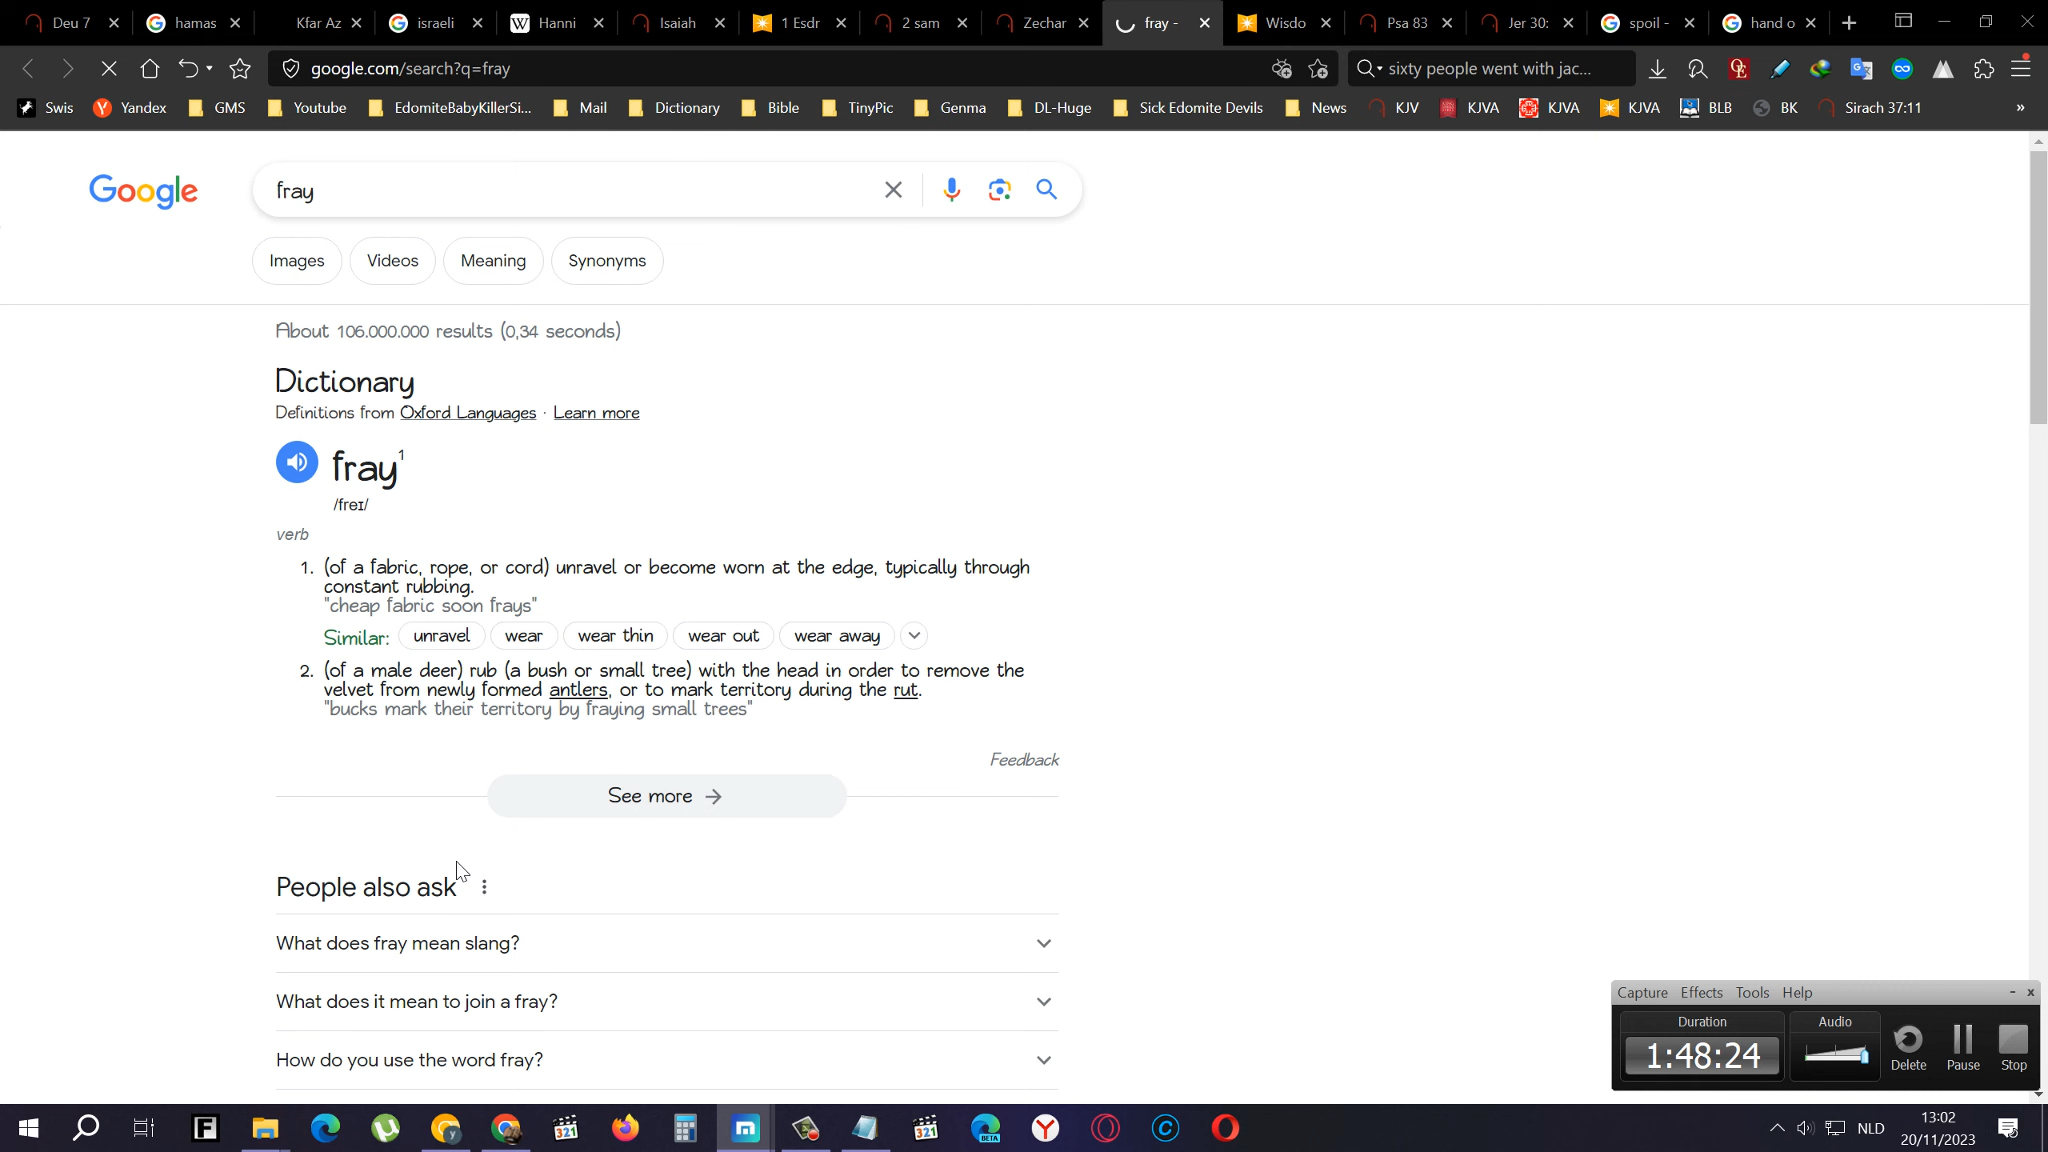 Deu 7
hamas
Kfar Az
israeli
Hanni
Isaiah
1 Esdr
2 sam
Zechar
fray -
Wisdo
Psa 83
Jer 30:
spoil -
hand o
google.com/search?q=fray
sixty people went with jac...
Swis
Yandex
GMS
Youtube
EdomiteBabyKillerSi...
Mail
Dictionary
Bible
TinyPic
Genma
DL-Huge
Sick Edomite Devils
News
KJV
KJVA
KJVA
KJVA
BLB
BK
Sirach 37:11
»
Google
fray
Images
Videos
Meaning
Synonyms
About 106.000.000 results (0,34 seconds)
Dictionary
Definitions from Oxford Languages · Learn more
fray¹
/freɪ/
verb
1. (of a fabric, rope, or cord) unravel or become worn at the edge, typically through
constant rubbing.
"cheap fabric soon frays"
Similar: unravel wear wear thin wear out wear away
2. (of a male deer) rub (a bush or small tree) with the head in order to remove the
velvet from newly formed antlers, or to mark territory during the rut.
"bucks mark their territory by fraying small trees"
Feedback
See more →
People also ask
What does fray mean slang?
What does it mean to join a fray?
How do you use the word fray?
Capture Effects Tools Help
Duration
Audio
1:48:24
Delete
Pause
Stop
321
321
BETA
NLD
13:02
20/11/2023